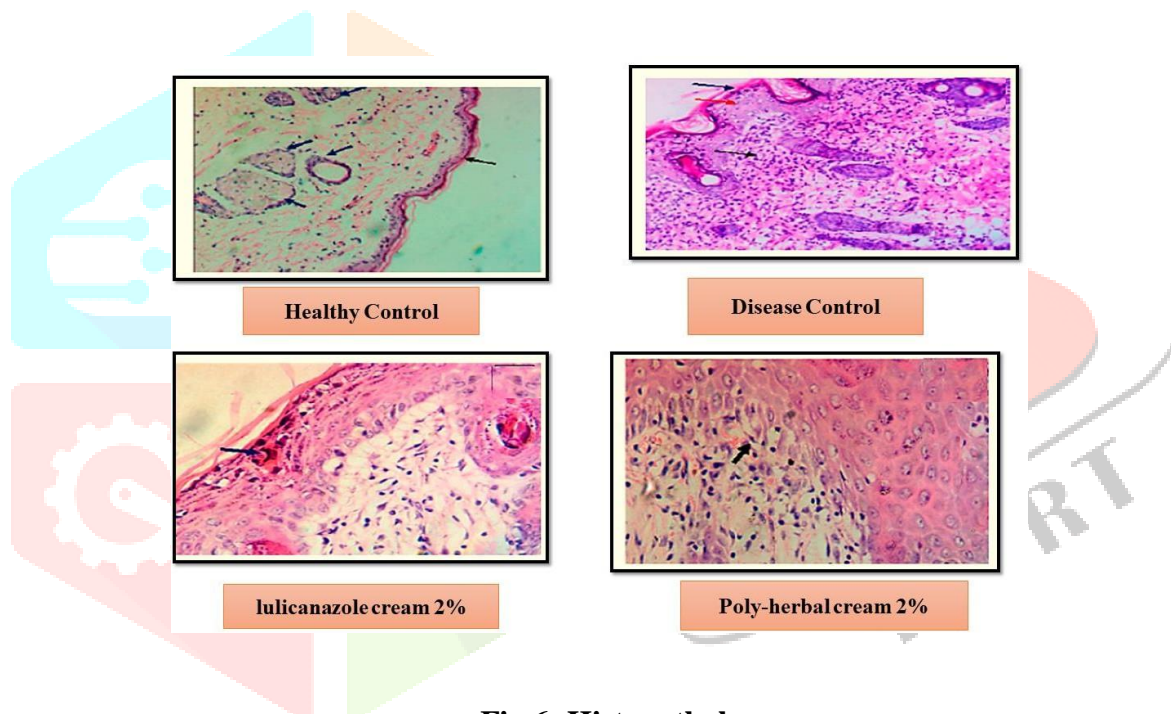 Healthy Control
Disease Control
lulicanazole cream 2%
Poly-herbal cream 2%